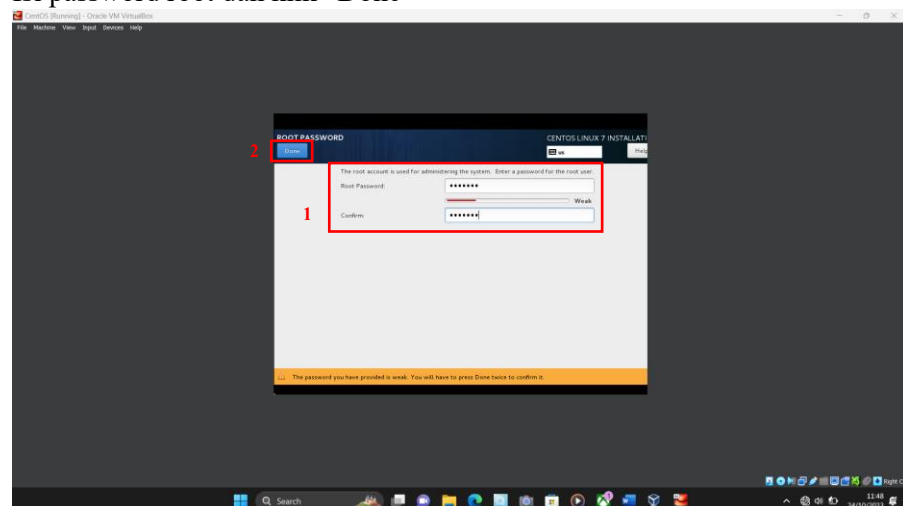 CentOS [Running] - Oracle VM VirtualBox
File Machine View Input Devices Help
ROOT PASSWORD
CENTOS LINUX 7 INSTALLATI
2
Done
us
Help
The root account is used for administering the system. Enter a password for the root user.
Root Password:
Weak
1
Confirm:
The password you have provided is weak. You will have to press Done twice to confirm it.
Right C
Search
11:48